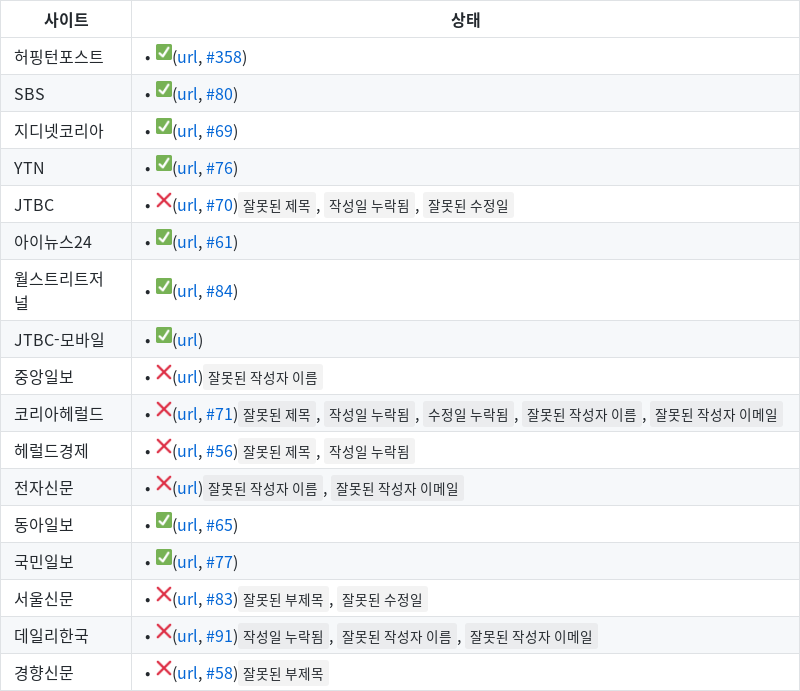 사이트 상태
허핑턴포스트 • ✅(url, #358)
SBS • ✅(url, #80)
지디넷코리아 • ✅(url, #69)
YTN • ✅(url, #76)
JTBC • ❌(url, #70) 잘못된 제목 , 작성일 누락됨 , 잘못된 수정일
아이뉴스24 • ✅(url, #61)
월스트리트저
널 • ✅(url, #84)
JTBC-모바일 • ✅(url)
중앙일보 • ❌(url) 잘못된 작성자 이름
코리아헤럴드 • ❌(url, #71) 잘못된 제목 , 작성일 누락됨 , 수정일 누락됨 , 잘못된 작성자 이름 , 잘못된 작성자 이메일
헤럴드경제 • ❌(url, #56) 잘못된 제목 , 작성일 누락됨
전자신문 • ❌(url) 잘못된 작성자 이름 , 잘못된 작성자 이메일
동아일보 • ✅(url, #65)
국민일보 • ✅(url, #77)
서울신문 • ❌(url, #83) 잘못된 부제목 , 잘못된 수정일
데일리한국 • ❌(url, #91) 작성일 누락됨 , 잘못된 작성자 이름 , 잘못된 작성자 이메일
경향신문 • ❌(url, #58) 잘못된 부제목